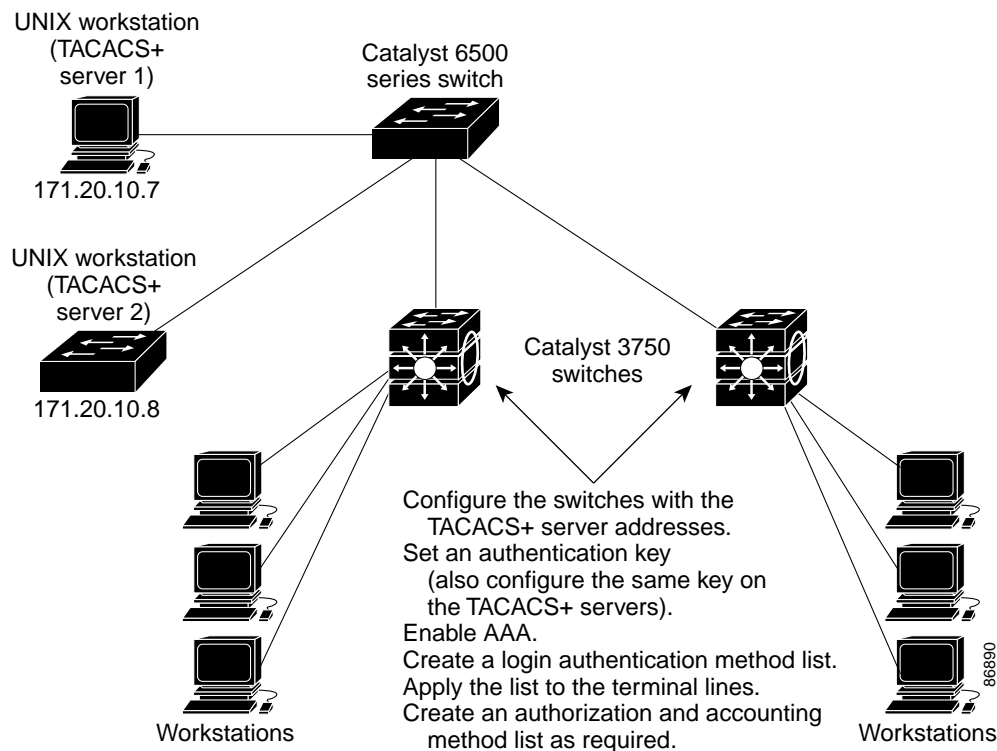 UNIX workstation
(TACACS+
server 1)
Catalyst 6500
series switch
171.20.10.7
UNIX workstation
(TACACS+
server 2)
171.20.10.8
Catalyst 3750
switches
Configure the switches with the
TACACS+ server addresses.
Set an authentication key
(also configure the same key on
the TACACS+ servers).
Enable AAA.
Create a login authentication method list.
Apply the list to the terminal lines.
Create an authorization and accounting
method list as required.
Workstations
Workstations
86890